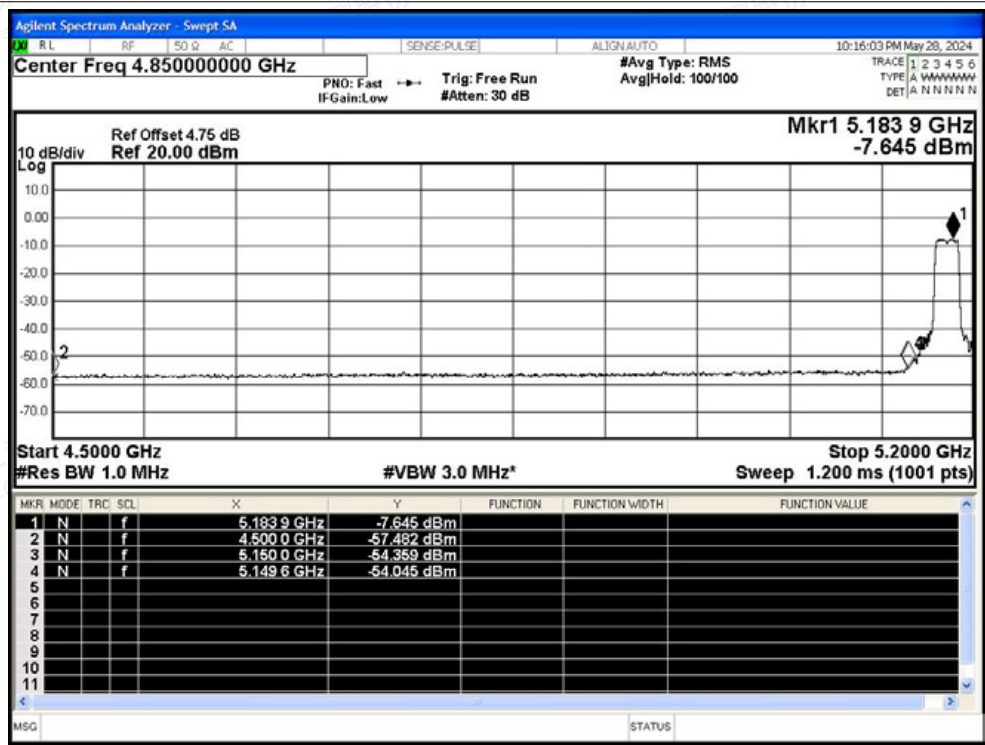 Agilent Spectrum Analyzer - Swept SA
RL RF 50 Ω AC SENSE:PULSE ALIGNAUTO 10:16:03 PM May 28, 2024
Center Freq 4.850000000 GHz #Avg Type: RMS TRACE 1 2 3 4 5 6
PNO: Fast Trig: Free Run Avg|Hold: 100/100 TYPE A WWWWW
IFGain:Low #Atten: 30 dB DET A N N N N N
Mkr1 5.183 9 GHz
Ref Offset 4.75 dB
10 dB/div Ref 20.00 dBm -7.645 dBm
Log
10.0
0.00
1
-10.0
-20.0
-30.0
-40.0
-50.0 2
-60.0
-70.0
Start 4.5000 GHz Stop 5.2000 GHz
#Res BW 1.0 MHz #VBW 3.0 MHz* Sweep 1.200 ms (1001 pts)
MKR MODE TRC SCL X Y FUNCTION FUNCTION WIDTH FUNCTION VALUE
1 N f 5.183 9 GHz -7.645 dBm
2 N f 4.500 0 GHz -57.482 dBm
3 N f 5.150 0 GHz -54.359 dBm
4 N f 5.149 6 GHz -54.045 dBm
5
6
7
8
9
10
11
MSG STATUS